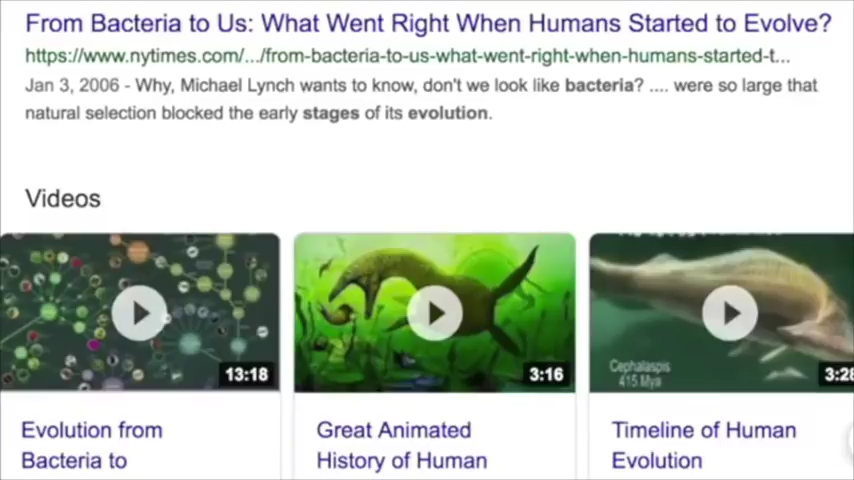 From Bacteria to Us: What Went Right When Humans Started to Evolve?
https://www.nytimes.com/.../from-bacteria-to-us-what-went-right-when-humans-started-t...
Jan 3, 2006 - Why, Michael Lynch wants to know, don't we look like bacteria? .... were so large that
natural selection blocked the early stages of its evolution.
Videos
13:18
3:16
Cephalaspis
415 Mya
3:28
Evolution from
Bacteria to
Great Animated
History of Human
Timeline of Human
Evolution